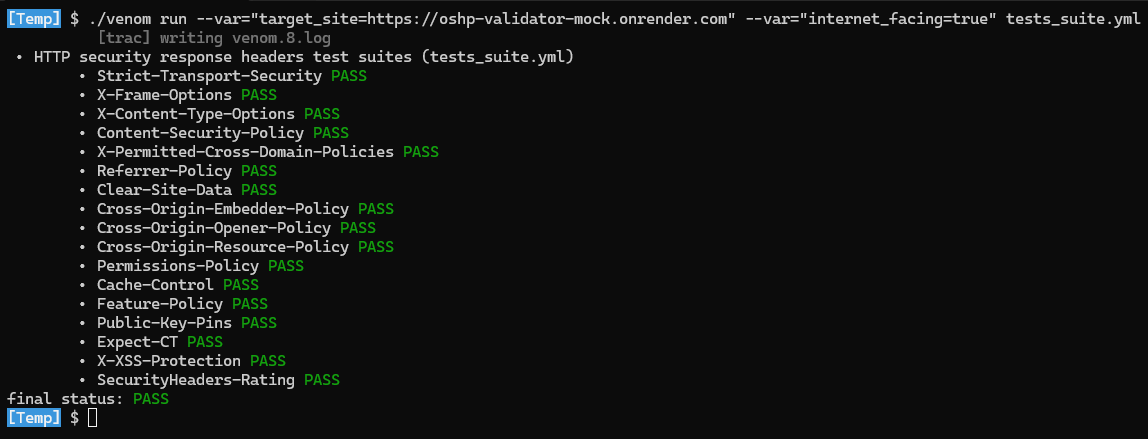 [Temp] $ ./venom run --var="target_site=https://oshp-validator-mock.onrender.com" --var="internet_facing=true" tests_suite.yml
[trac] writing venom.8.log
• HTTP security response headers test suites (tests_suite.yml)
• Strict-Transport-Security PASS
• X-Frame-Options PASS
• X-Content-Type-Options PASS
• Content-Security-Policy PASS
• X-Permitted-Cross-Domain-Policies PASS
• Referrer-Policy PASS
• Clear-Site-Data PASS
• Cross-Origin-Embedder-Policy PASS
• Cross-Origin-Opener-Policy PASS
• Cross-Origin-Resource-Policy PASS
• Permissions-Policy PASS
• Cache-Control PASS
• Feature-Policy PASS
• Public-Key-Pins PASS
• Expect-CT PASS
• X-XSS-Protection PASS
• SecurityHeaders-Rating PASS
final status: PASS
[Temp] $